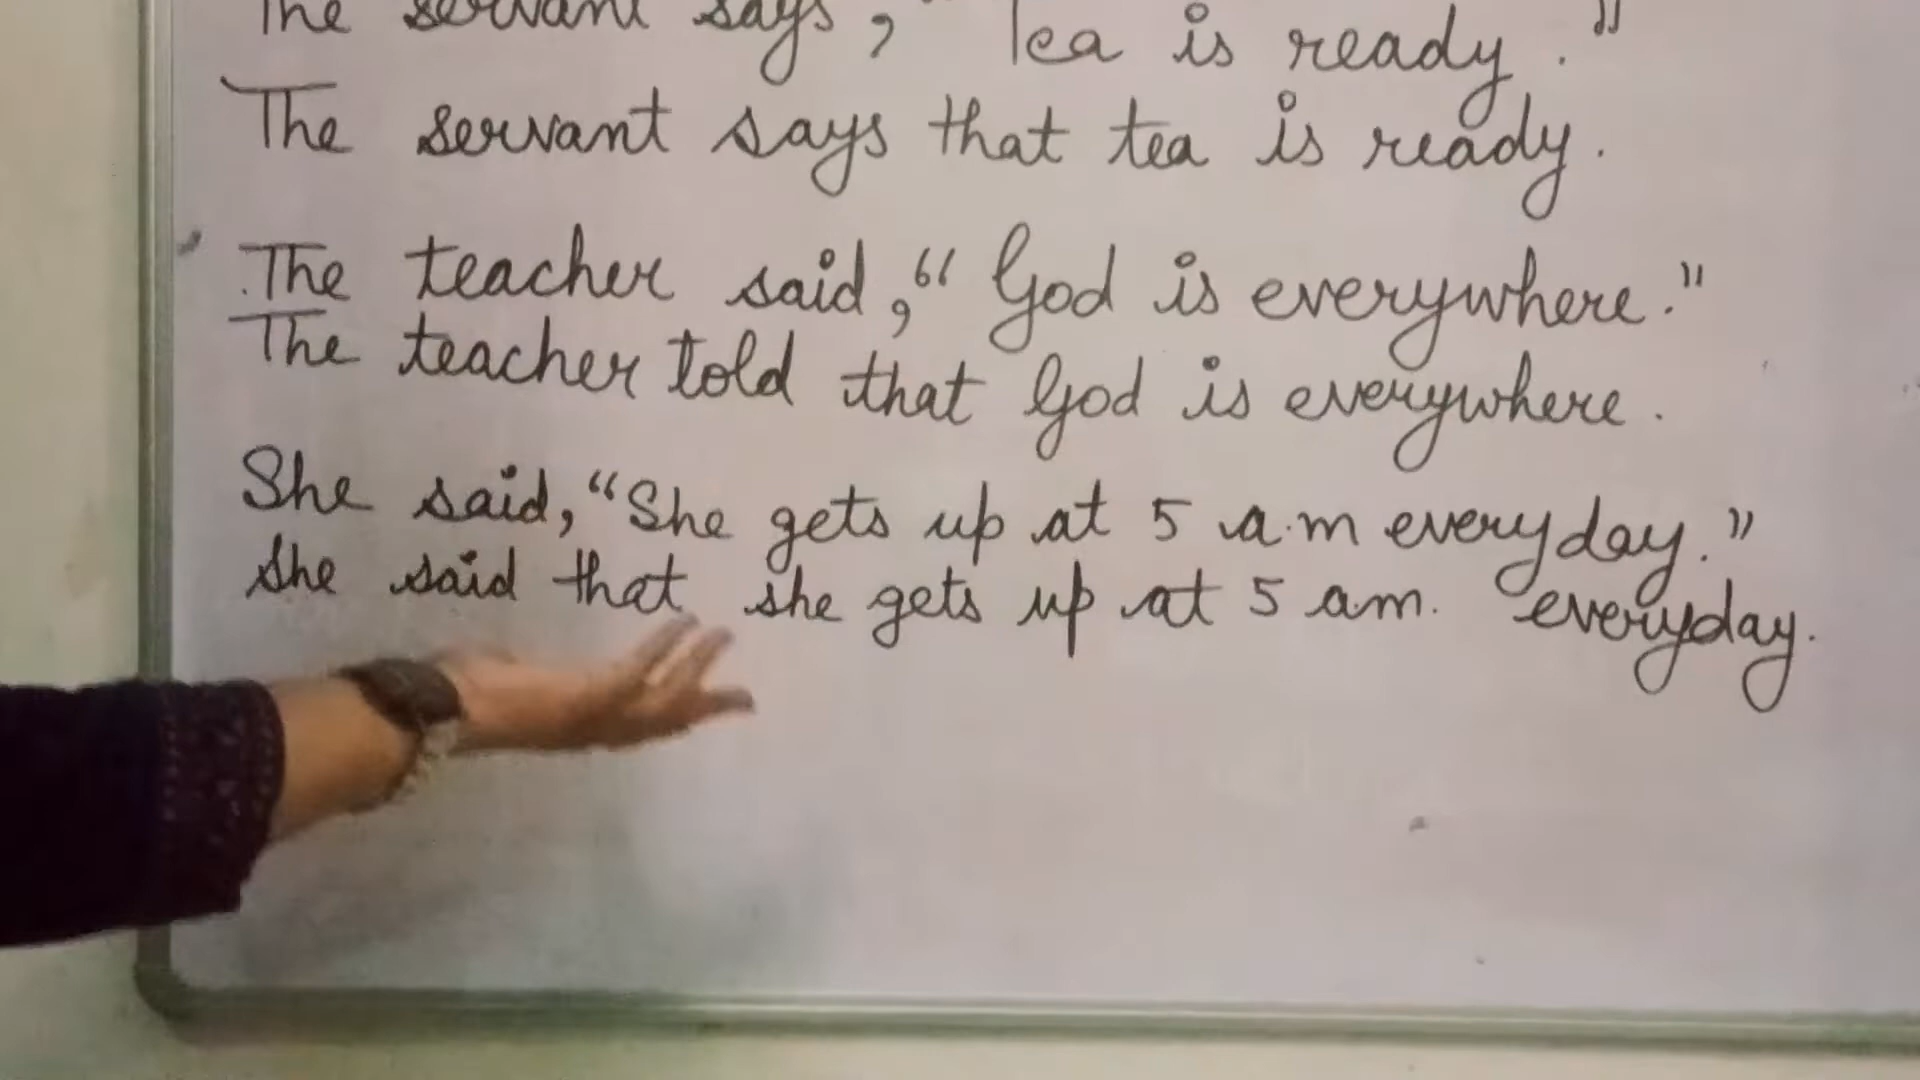 The servant says, "Tea is ready."
The servant says that tea is ready.
The teacher said, "God is everywhere."
The teacher told that God is everywhere.
She said, "She gets up at 5 a.m everyday."
she said that she gets up at 5 am. everyday.